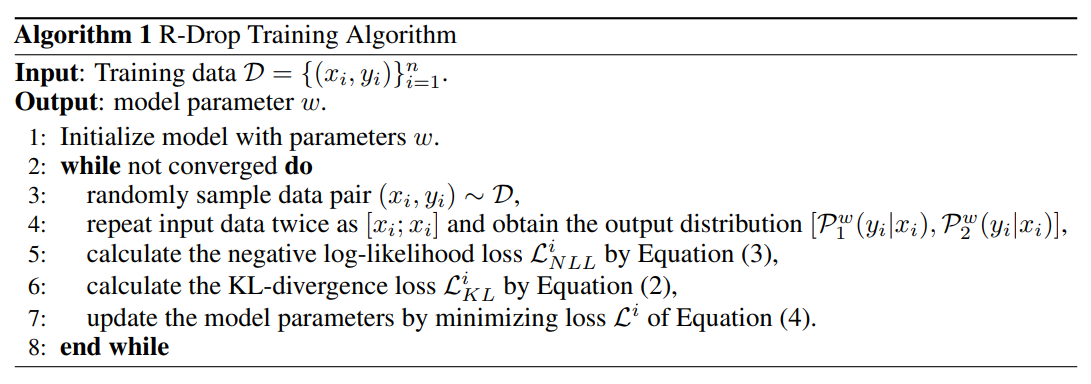 Algorithm 1 R-Drop Training Algorithm
Input: Training data $\mathcal{D} = \{(x_i, y_i)\}_{i=1}^{n}$.
Output: model parameter $w$.
1: Initialize model with parameters $w$.
2: while not converged do
3: randomly sample data pair $(x_i, y_i) \sim \mathcal{D}$,
4: repeat input data twice as $[x_i; x_i]$ and obtain the output distribution $[\mathcal{P}_1^w(y_i|x_i), \mathcal{P}_2^w(y_i|x_i)]$,
5: calculate the negative log-likelihood loss $\mathcal{L}_{NLL}^i$ by Equation (3),
6: calculate the KL-divergence loss $\mathcal{L}_{KL}^i$ by Equation (2),
7: update the model parameters by minimizing loss $\mathcal{L}^i$ of Equation (4).
8: end while